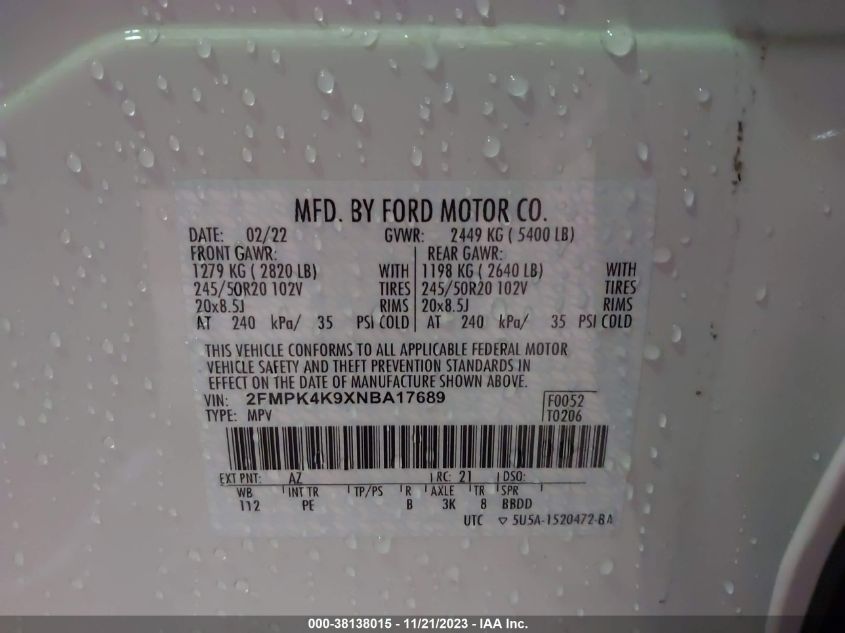 MFD. BY FORD MOTOR CO.
DATE: 02/22 GVWR: 2449 KG ( 5400 LB)
FRONT GAWR: REAR GAWR:
1279 KG ( 2820 LB) WITH 1198 KG ( 2640 LB) WITH
245/50R20 102V TIRES 245/50R20 102V TIRES
20x8.5J RIMS 20x8.5J RIMS
AT 240 kPa/ 35 PSI COLD AT 240 kPa/ 35 PSI COLD
THIS VEHICLE CONFORMS TO ALL APPLICABLE FEDERAL MOTOR
VEHICLE SAFETY AND THEFT PREVENTION STANDARDS IN
EFFECT ON THE DATE OF MANUFACTURE SHOWN ABOVE.
VIN: 2FMPK4K9XNBA17689 F0052
TYPE: MPV T0206
EXT PNT: AZ RC: 21 DSO:
WB INT TR TP/PS R AXLE TR SPR
112 PE B 3K 8 BBDD
UTC ▽ 5U5A-1520472-BA
000-38138015 - 11/21/2023 - IAA Inc.